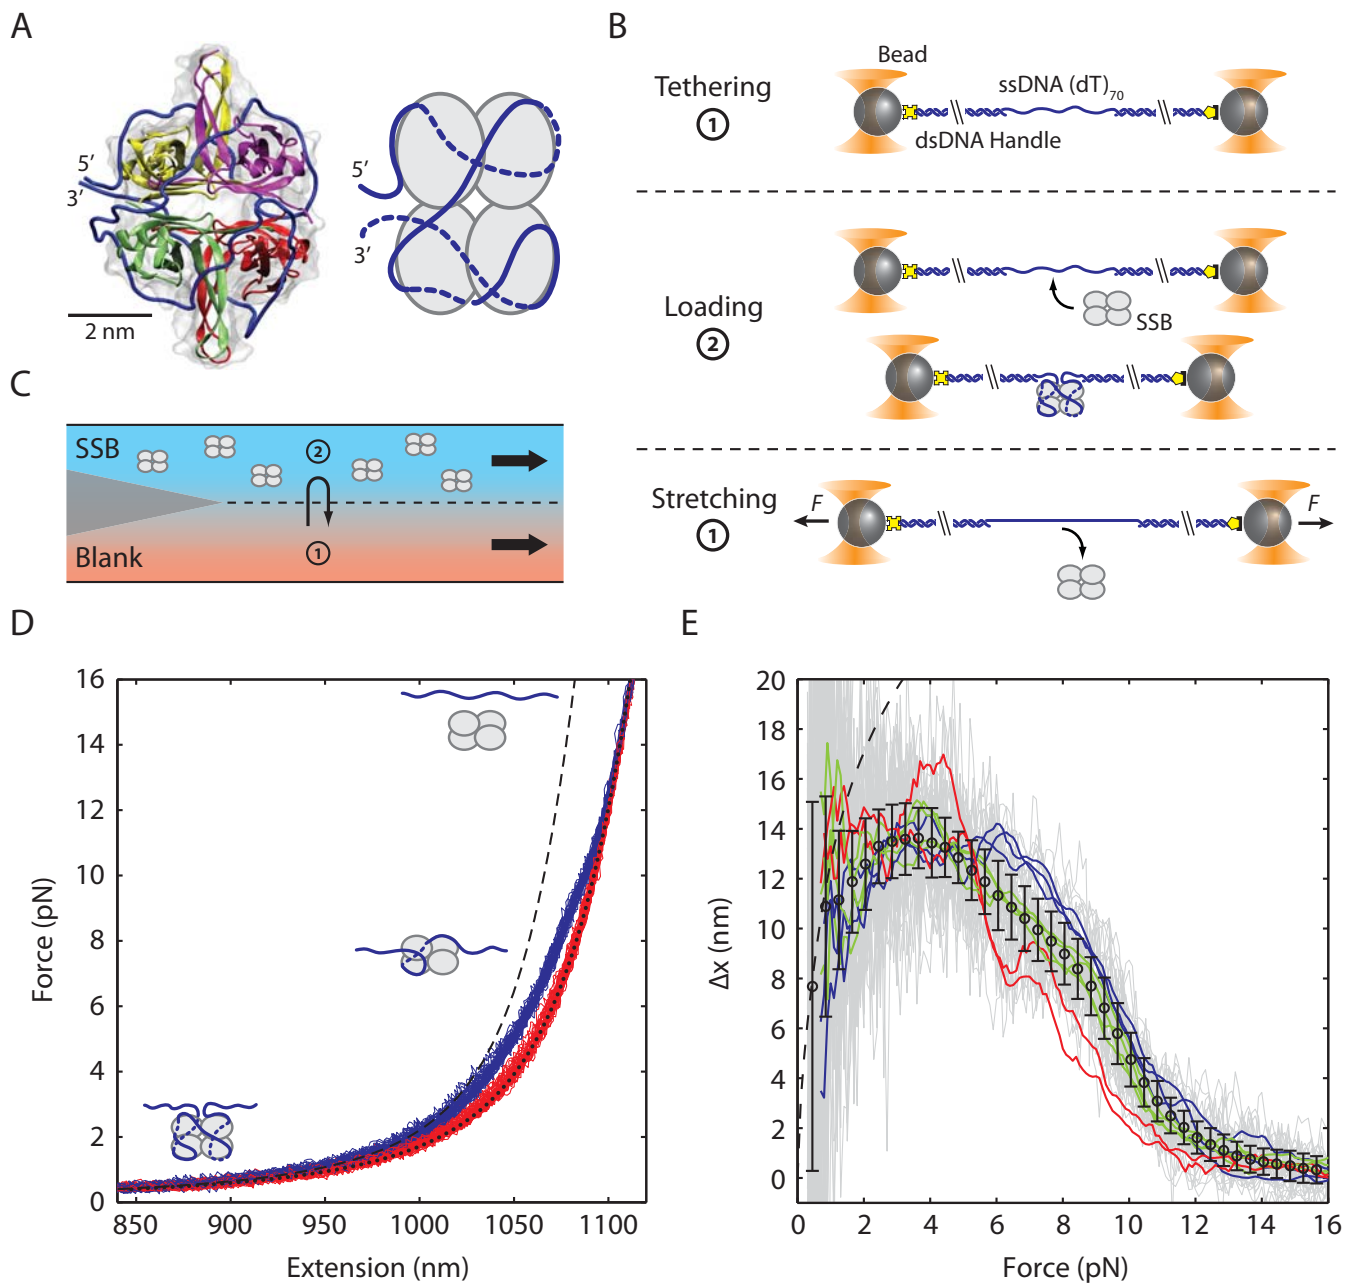 A
5′
3′
2 nm
5′
3′
B
Tethering
1
Bead
ssDNA (dT)70
dsDNA Handle
Loading
2
SSB
Stretching
1
F
F
C
SSB
2
Blank
1
D
16
14
12
10
8
6
4
2
0
850
900
950
1000
1050
1100
Force (pN)
Extension (nm)
E
20
18
16
14
12
10
8
6
4
2
0
0
2
4
6
8
10
12
14
16
Δx (nm)
Force (pN)